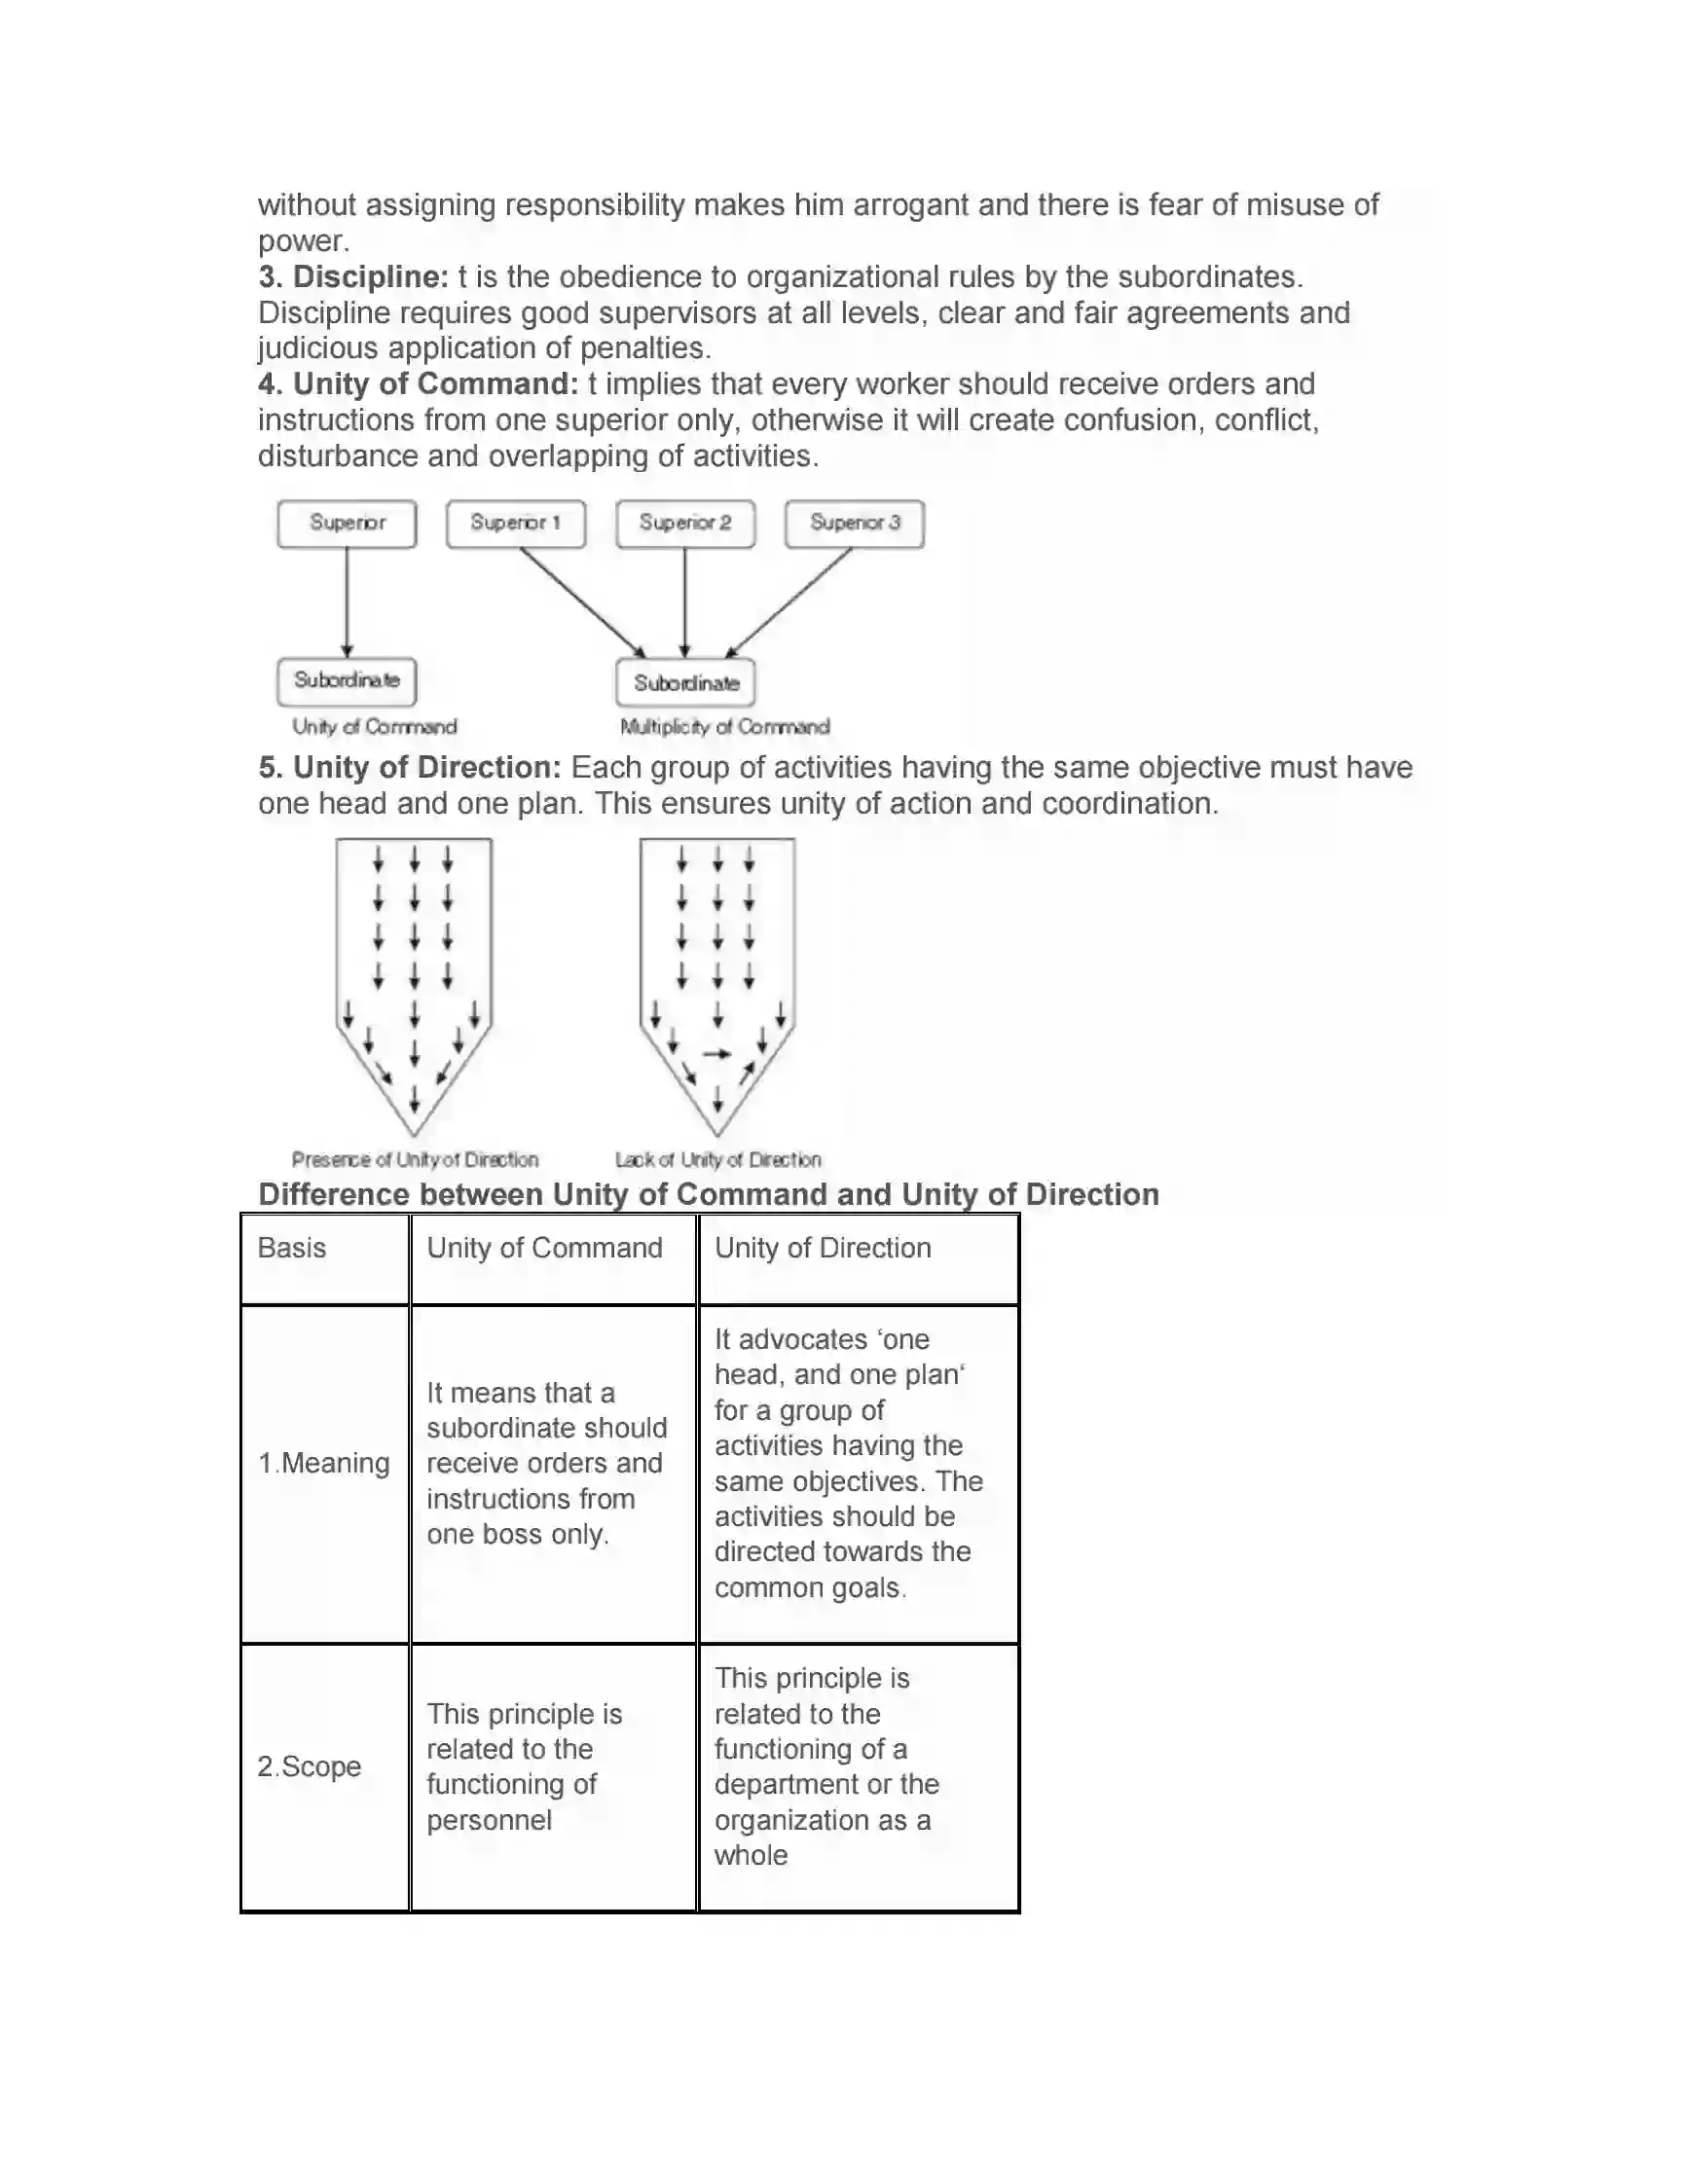 without assigning responsibility makes him arrogant and there is fear of misuse of
power.
3. Discipline: t is the obedience to organizational rules by the subordinates.
Discipline requires good supervisors at all levels, clear and fair agreements and
judicious application of penalties.
4. Unity of Command: t implies that every worker should receive orders and
instructions from one superior only, otherwise it will create confusion, conflict,
disturbance and overlapping of activities.
Superior Superior 1 Superior 2 Superior 3
Subordinate Subordinate
Unity of Command Multiplicity of Command
5. Unity of Direction: Each group of activities having the same objective must have
one head and one plan. This ensures unity of action and coordination.
Presence of Unity of Direction Lack of Unity of Direction
Difference between Unity of Command and Unity of Direction
Basis Unity of Command Unity of Direction
1.Meaning
It means that a
subordinate should
receive orders and
instructions from
one boss only.
It advocates ‘one
head, and one plan‘
for a group of
activities having the
same objectives. The
activities should be
directed towards the
common goals.
2.Scope
This principle is
related to the
functioning of
personnel
This principle is
related to the
functioning of a
department or the
organization as a
whole